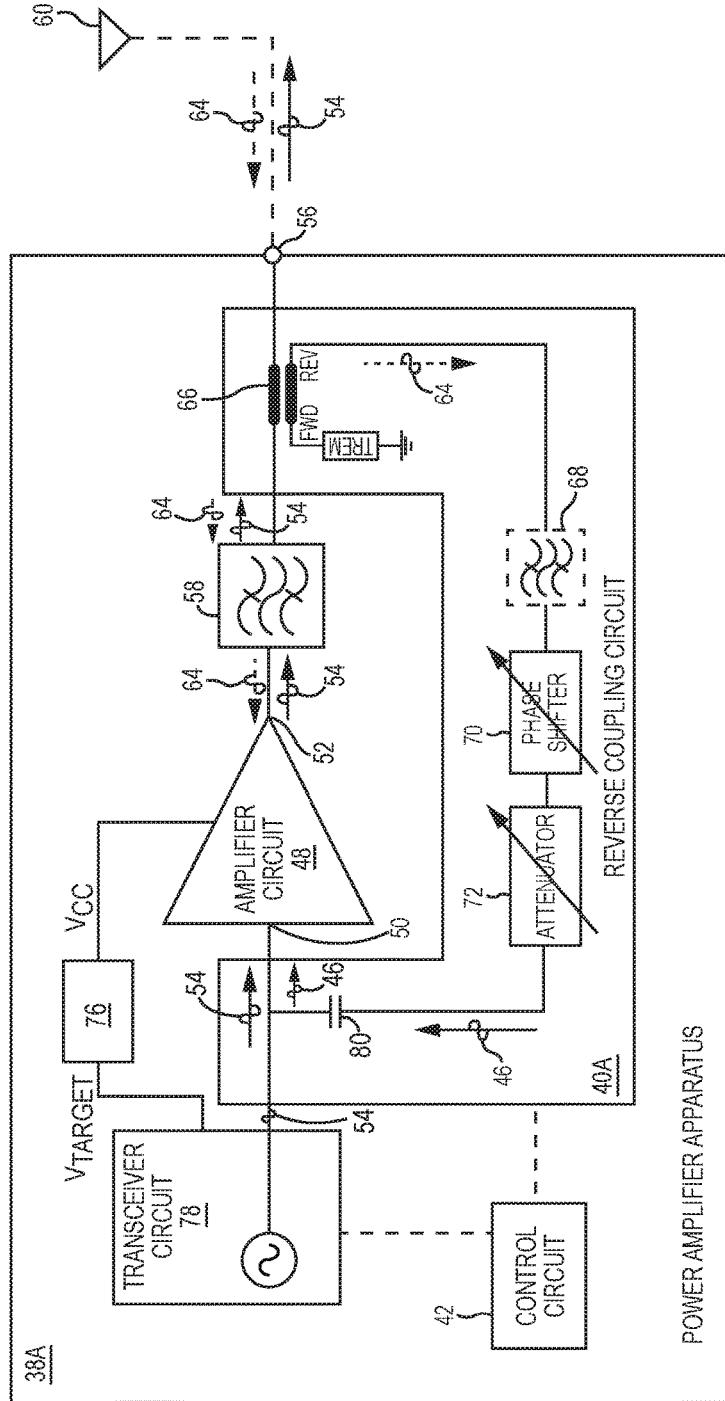 38A
TRANSCEIVER
CIRCUIT
78
VTARGET
76
VCC
54
54
46
50
AMPLIFIER
CIRCUIT
48
52
64
54
58
64
54
66
FWD
REV
TREM
64
56
64
54
60
42
CONTROL
CIRCUIT
40A
46
80
72
ATTENUATOR
70
PHASE
SHIFTER
68
REVERSE COUPLING CIRCUIT
POWER AMPLIFIER APPARATUS